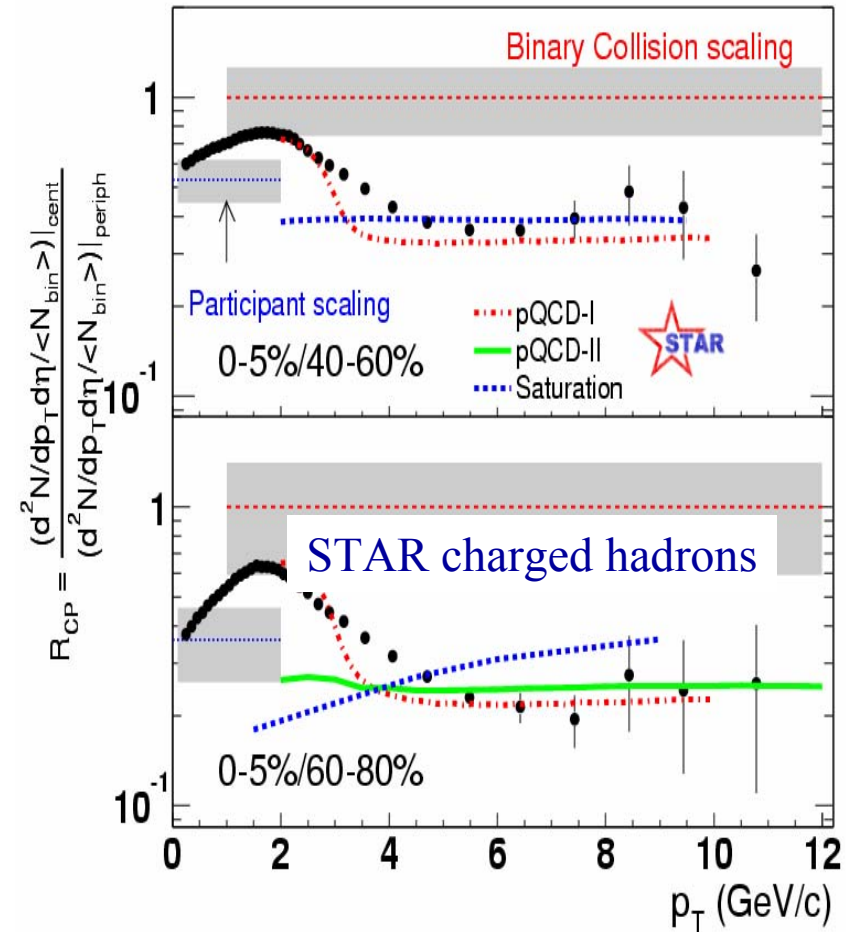 Binary Collision scaling
1
Participant scaling
0-5%/40-60%
pQCD-I
pQCD-II
Saturation
STAR
10^-1
R_CP = (d^2N/dp_Tdη/<N_bin>)|_cent
(d^2N/dp_Tdη/<N_bin>)|_periph
1
STAR charged hadrons
0-5%/60-80%
10^-1
0 2 4 6 8 10 12
p_T (GeV/c)